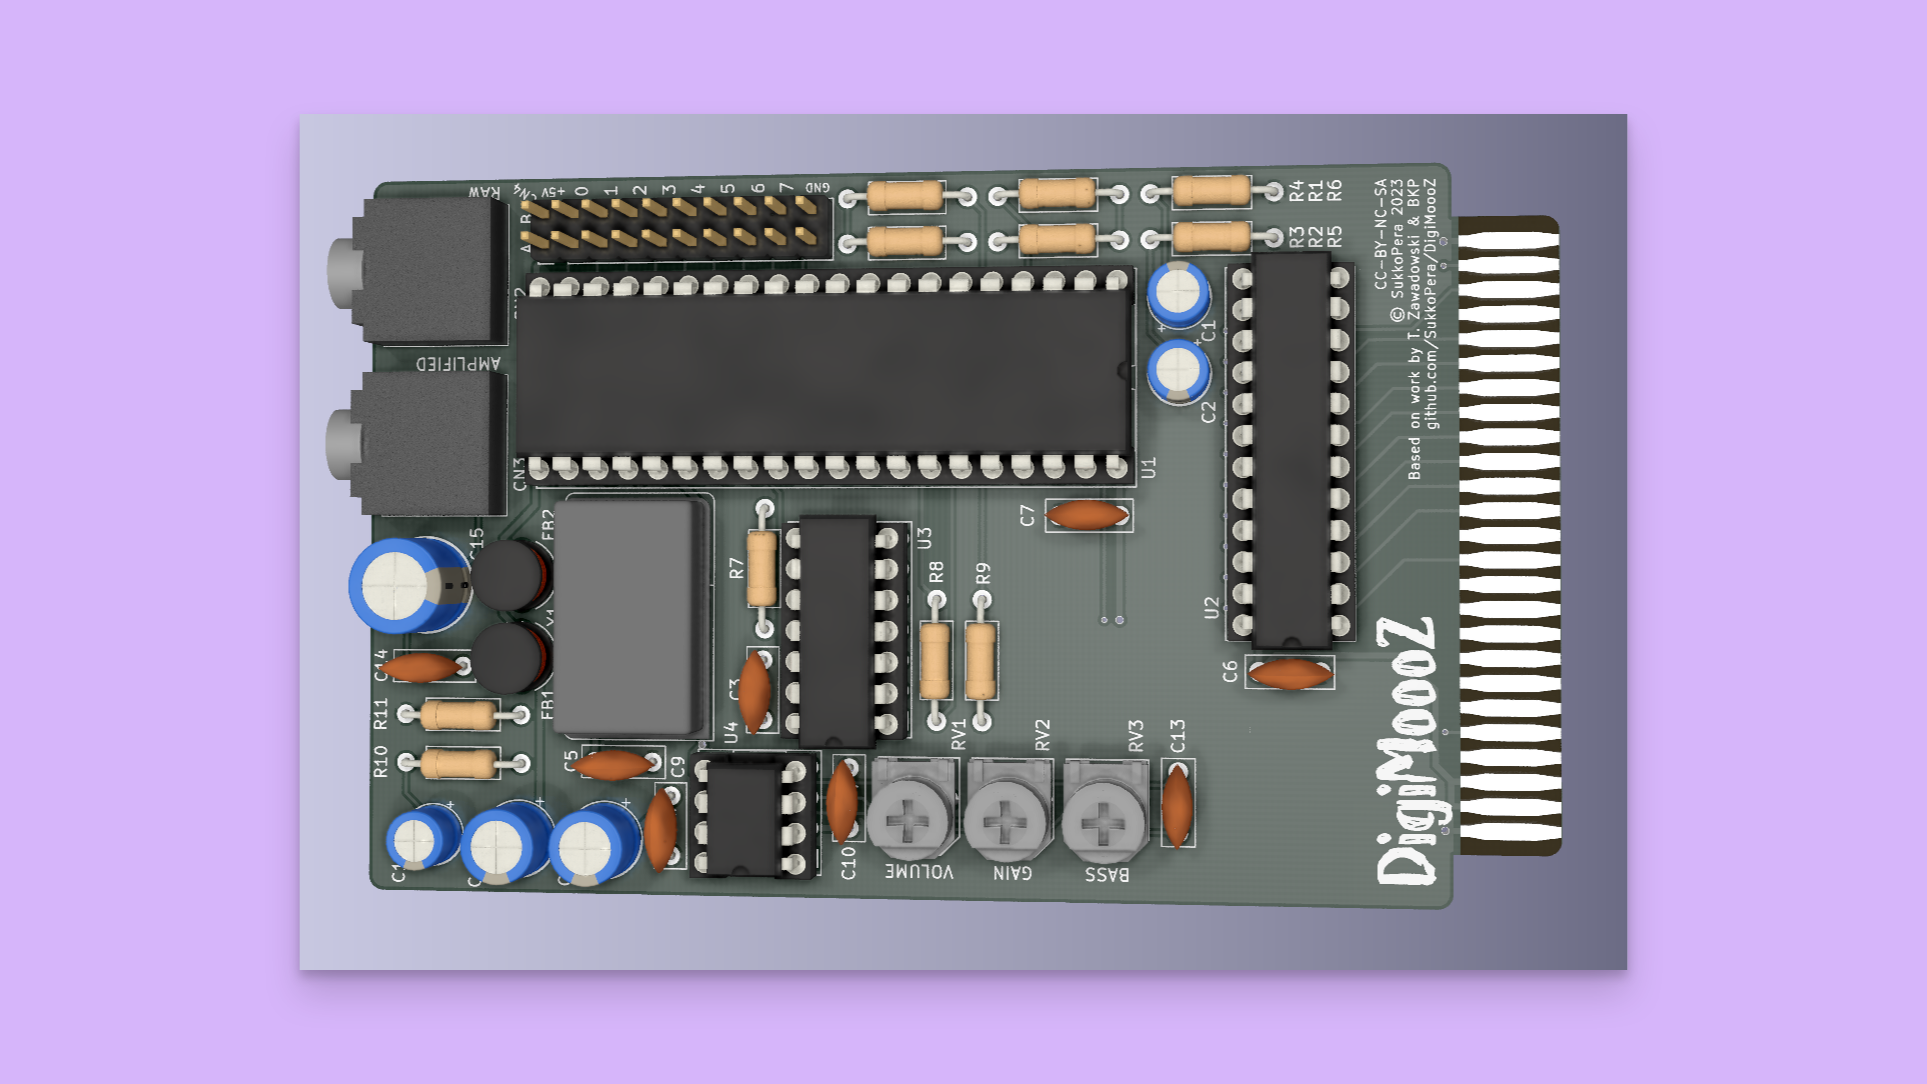 RAW
+5V
0
1
2
3
4
5
6
7
GND
B
A
R4
R1
R6
R3
R2
R5
CC-BY-NC-SA
© SukkoPera 2023
Based on work by T. Zawadowski & BRP
github.com/SukkoPera/DigiMoooZ
AMPLIFIED
CN3
U1
C1
+
C2
+
C7
U2
C6
C15
FB2
FB1
R7
U3
R8
R9
C14
R11
R10
C3
U4
C5
C9
C10
RV1
RV2
RV3
C13
+
+
+
VOLUME
GAIN
BASS
DigiMoooZ